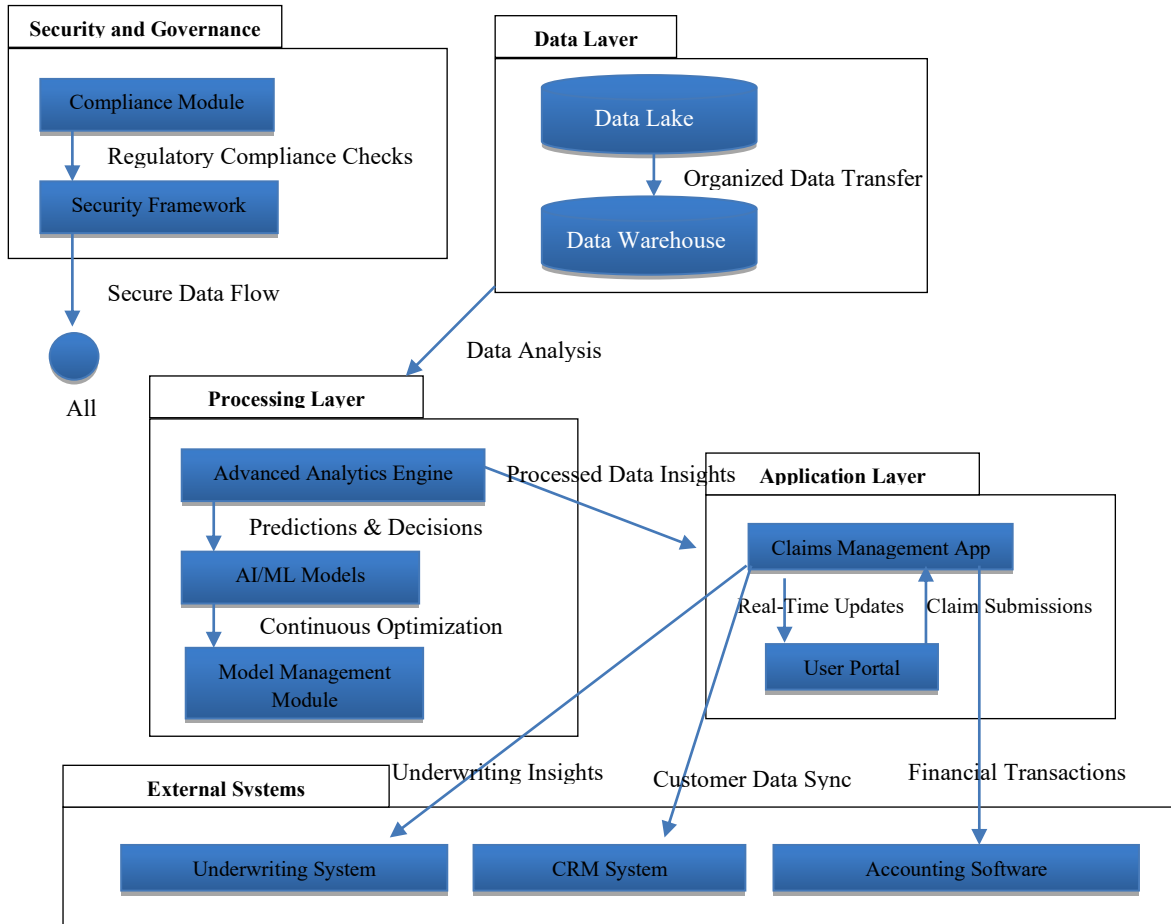 Security and Governance
Compliance Module
Regulatory Compliance Checks
Security Framework
Secure Data Flow
All
Data Layer
Data Lake
Organized Data Transfer
Data Warehouse
Data Analysis
Processing Layer
Advanced Analytics Engine
Processed Data Insights
Predictions & Decisions
AI/ML Models
Continuous Optimization
Model Management
Module
Application Layer
Claims Management App
Real-Time Updates
Claim Submissions
User Portal
Underwriting Insights
Customer Data Sync
Financial Transactions
External Systems
Underwriting System
CRM System
Accounting Software